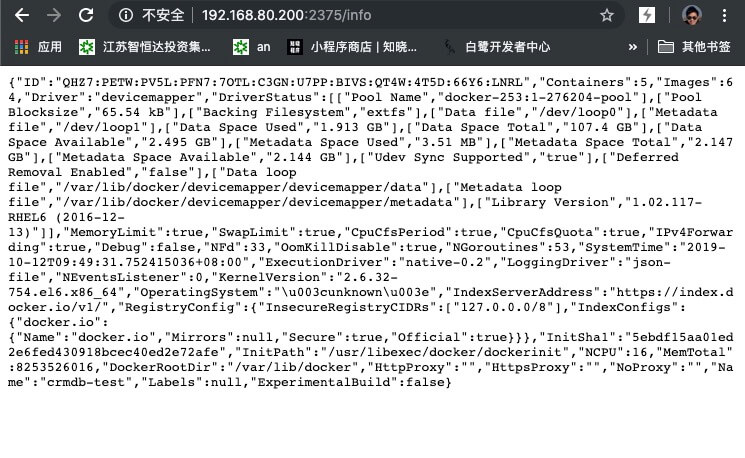 不安全 | 192.168.80.200:2375/info
应用 江苏智恒达投资集... an 小程序商店 | 知晓... 白鹭开发者中心 » 其他书签
{"ID":"QHZ7:PETW:PV5L:PFN7:7OTL:C3GN:U7PP:BIVS:QT4W:4T5D:66Y6:LNRL","Containers":5,"Images":6
4,"Driver":"devicemapper","DriverStatus":[["Pool Name","docker-253:1-276204-pool"],["Pool
Blocksize","65.54 kB"],["Backing Filesystem","extfs"],["Data file","/dev/loop0"],["Metadata
file","/dev/loop1"],["Data Space Used","1.913 GB"],["Data Space Total","107.4 GB"],["Data
Space Available","2.495 GB"],["Metadata Space Used","3.51 MB"],["Metadata Space Total","2.147
GB"],["Metadata Space Available","2.144 GB"],["Udev Sync Supported","true"],["Deferred
Removal Enabled","false"],["Data loop
file","/var/lib/docker/devicemapper/devicemapper/data"],["Metadata loop
file","/var/lib/docker/devicemapper/devicemapper/metadata"],["Library Version","1.02.117-
RHEL6 (2016-12-
13)"]],"MemoryLimit":true,"SwapLimit":true,"CpuCfsPeriod":true,"CpuCfsQuota":true,"IPv4Forwar
ding":true,"Debug":false,"NFd":33,"OomKillDisable":true,"NGoroutines":53,"SystemTime":"2019-
10-12T09:49:31.752415036+08:00","ExecutionDriver":"native-0.2","LoggingDriver":"json-
file","NEventsListener":0,"KernelVersion":"2.6.32-
754.el6.x86_64","OperatingSystem":"\u003cunknown\u003e","IndexServerAddress":"https://index.d
ocker.io/v1/","RegistryConfig":{"InsecureRegistryCIDRs":["127.0.0.0/8"],"IndexConfigs":
{"docker.io":
{"Name":"docker.io","Mirrors":null,"Secure":true,"Official":true}}},"InitSha1":"5ebdf15aa01ed
2e6fed430918bcec40ed2e72afe","InitPath":"/usr/libexec/docker/dockerinit","NCPU":16,"MemTotal"
:8253526016,"DockerRootDir":"/var/lib/docker","HttpProxy":"","HttpsProxy":"","NoProxy":"","Na
me":"crmdb-test","Labels":null,"ExperimentalBuild":false}